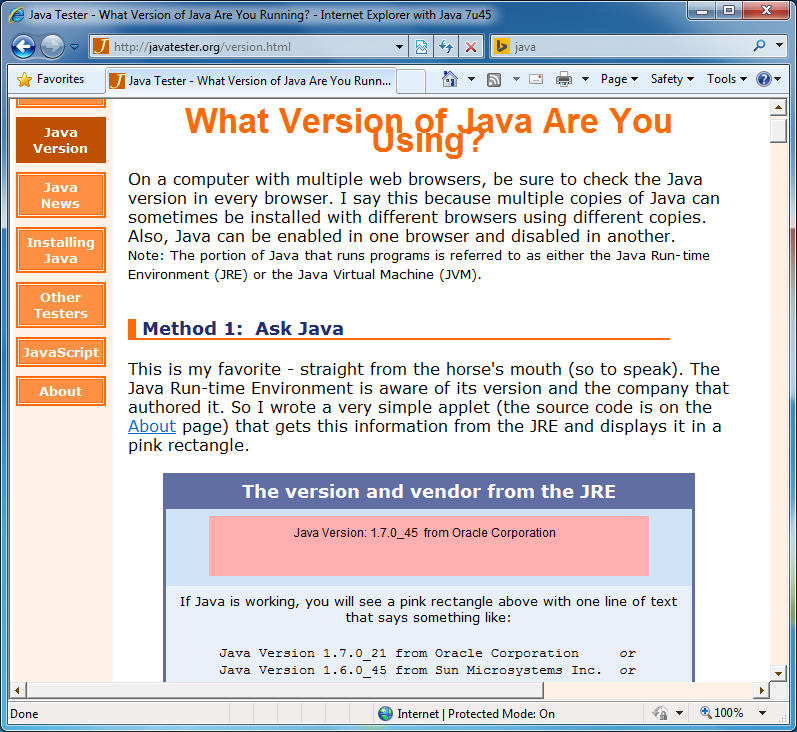 Java Tester - What Version of Java Are You Running? - Internet Explorer with Java 7u45
http://javatester.org/version.html
java
Favorites
Java Tester - What Version of Java Are You Runn...
Page
Safety
Tools
Java
Version
Java
News
Installing
Java
Other
Testers
JavaScript
About
What Version of Java Are You
Using?
On a computer with multiple web browsers, be sure to check the Java
version in every browser. I say this because multiple copies of Java can
sometimes be installed with different browsers using different copies.
Also, Java can be enabled in one browser and disabled in another.
Note: The portion of Java that runs programs is referred to as either the Java Run-time
Environment (JRE) or the Java Virtual Machine (JVM).
Method 1:  Ask Java
This is my favorite - straight from the horse's mouth (so to speak). The
Java Run-time Environment is aware of its version and the company that
authored it. So I wrote a very simple applet (the source code is on the
About page) that gets this information from the JRE and displays it in a
pink rectangle.
The version and vendor from the JRE
Java Version: 1.7.0_45 from Oracle Corporation
If Java is working, you will see a pink rectangle above with one line of text
that says something like:
Java Version 1.7.0_21 from Oracle Corporation or
Java Version 1.6.0_45 from Sun Microsystems Inc. or
Done
Internet | Protected Mode: On
100%